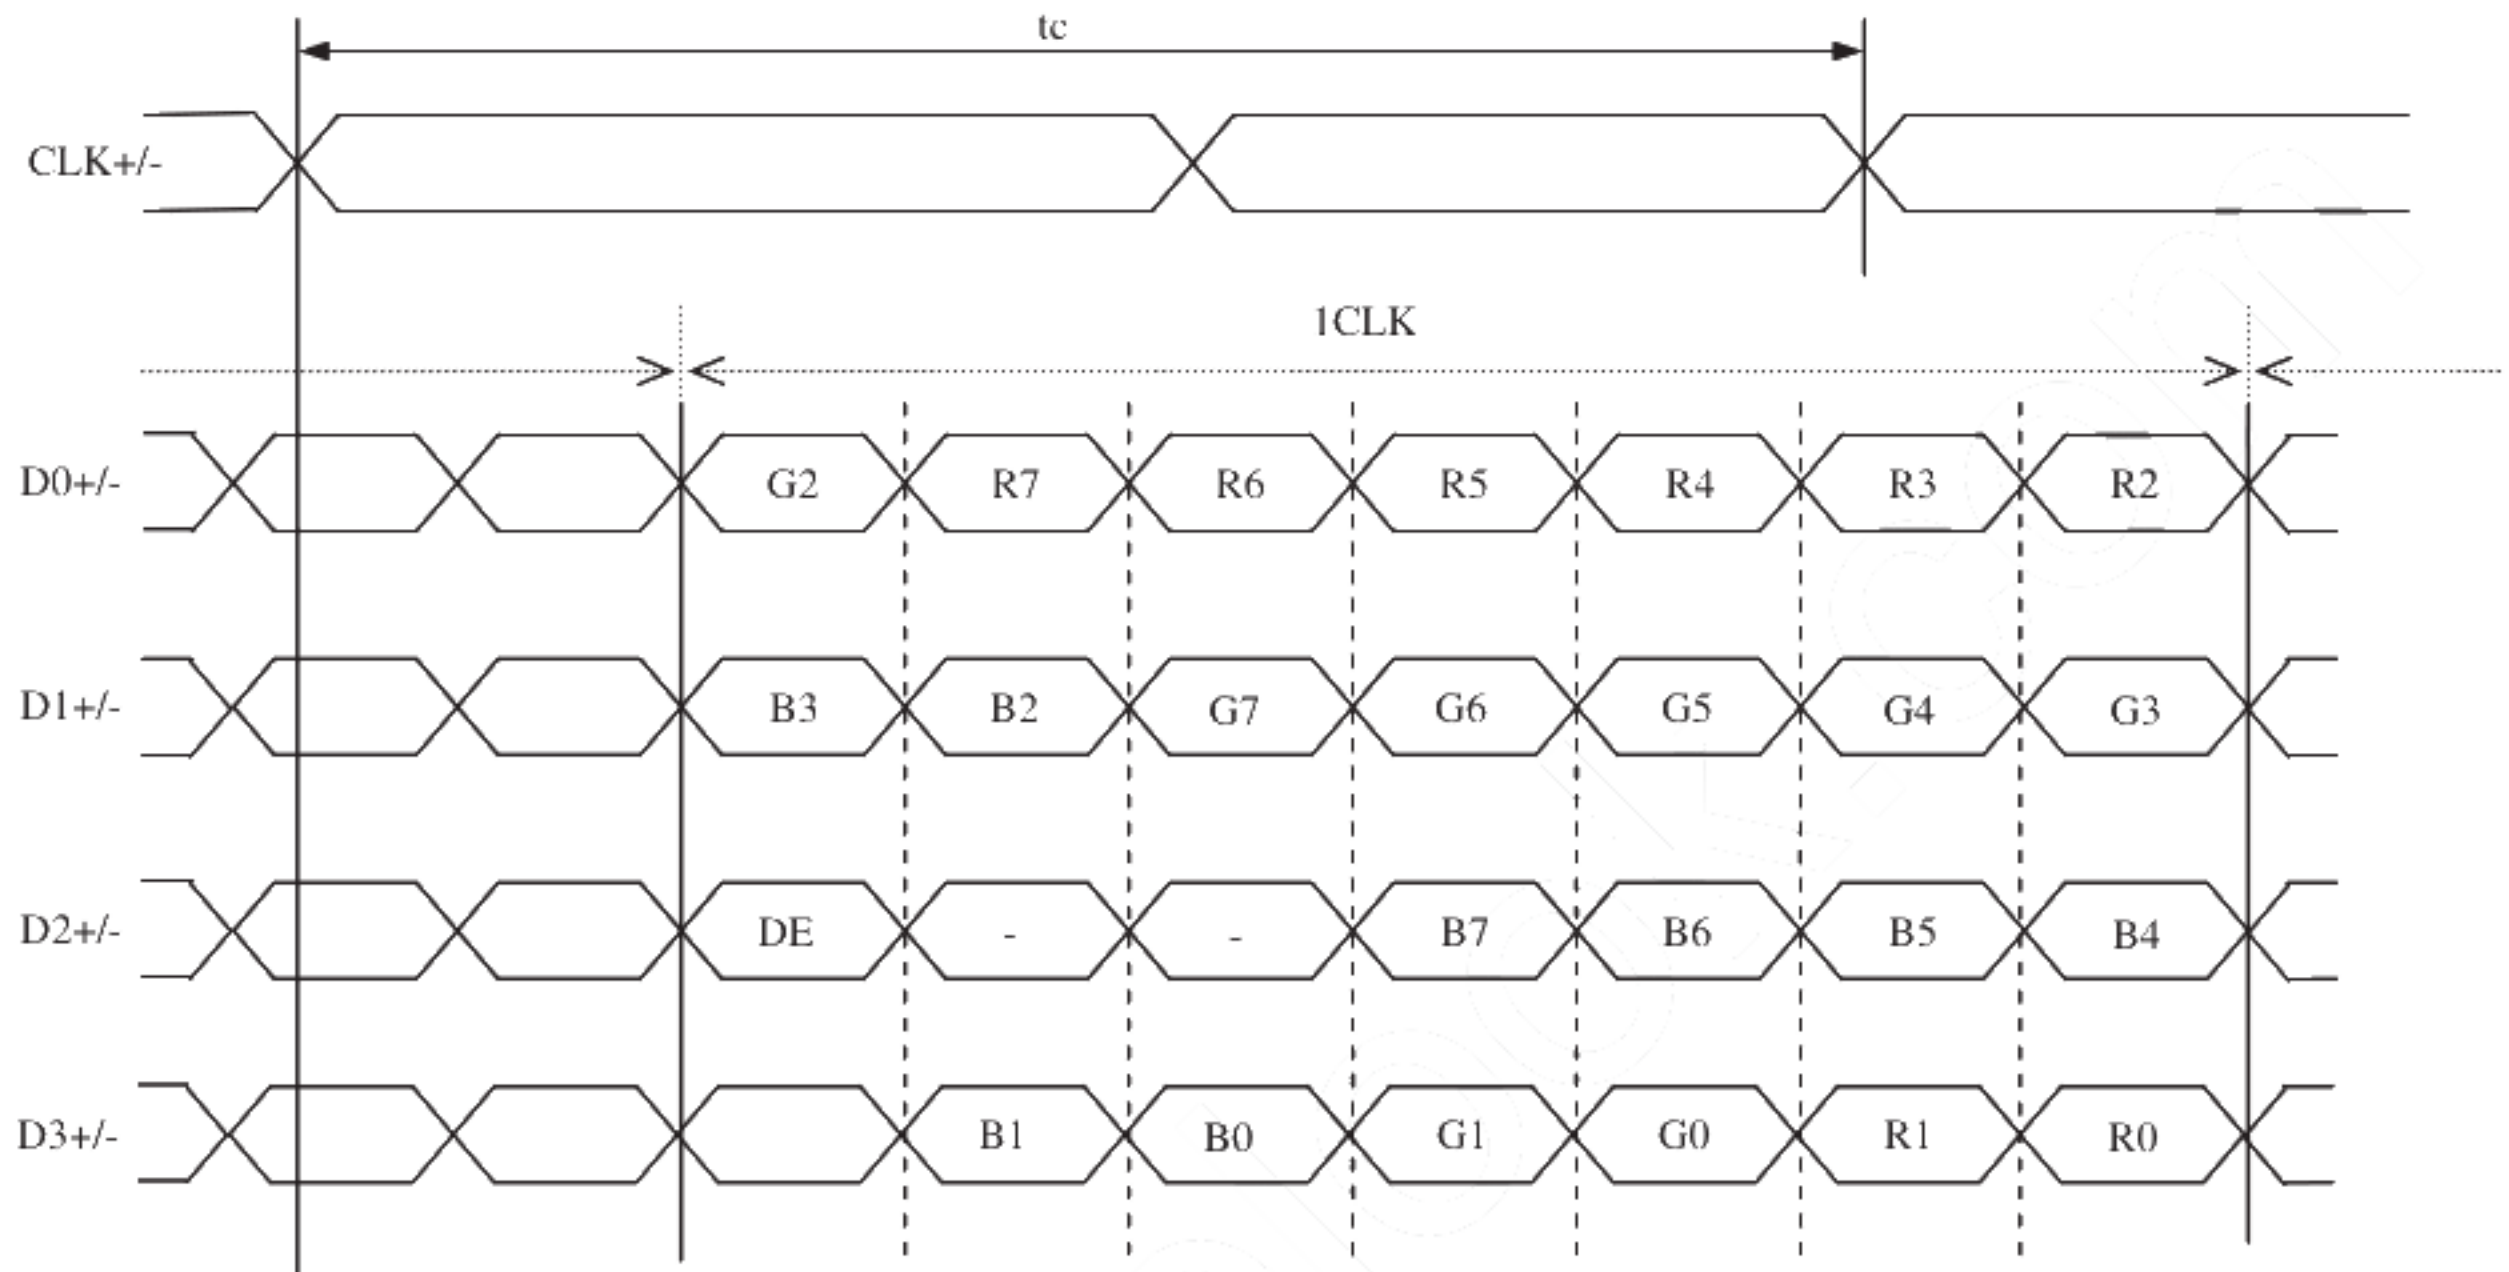 tc
CLK+/-
1CLK
D0+/- G2 R7 R6 R5 R4 R3 R2
D1+/- B3 B2 G7 G6 G5 G4 G3
D2+/- DE - - B7 B6 B5 B4
D3+/- B1 B0 G1 G0 R1 R0